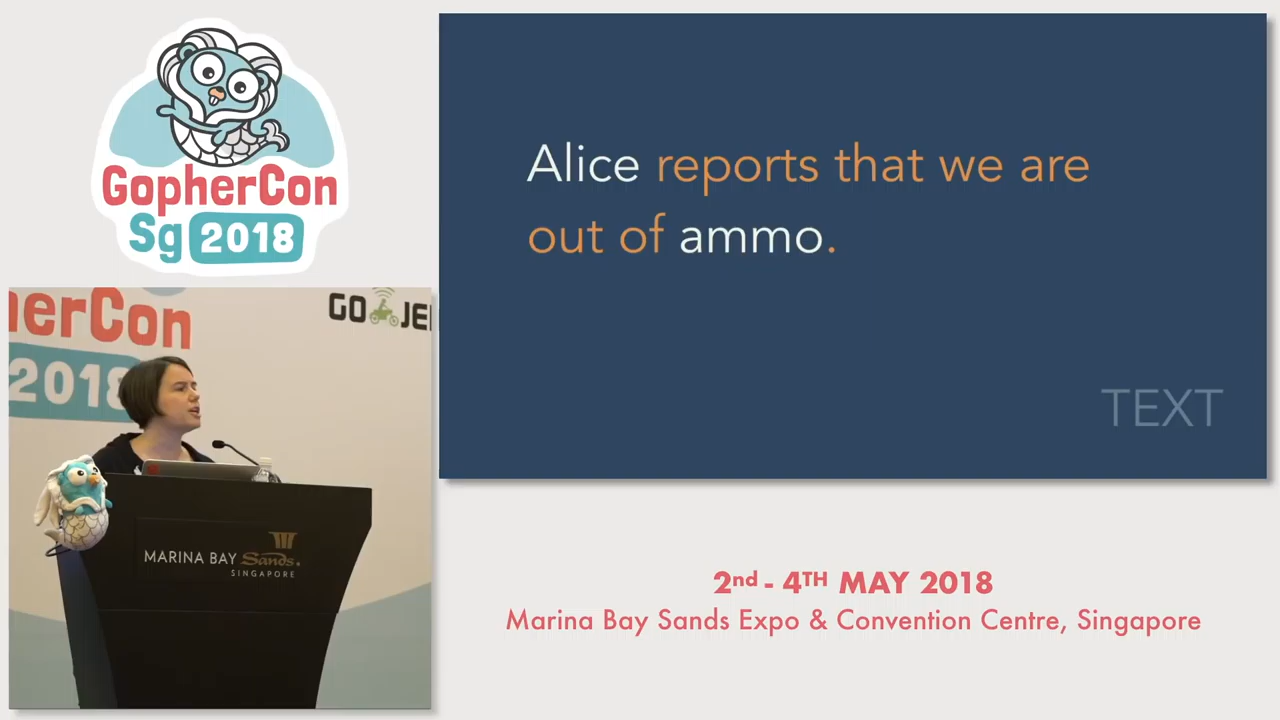 GopherCon
Sg 2018
Alice reports that we are
out of ammo.
TEXT
erCon
2018
GO JE
MARINA BAY Sands.
SINGAPORE
2nd - 4TH MAY 2018
Marina Bay Sands Expo & Convention Centre, Singapore